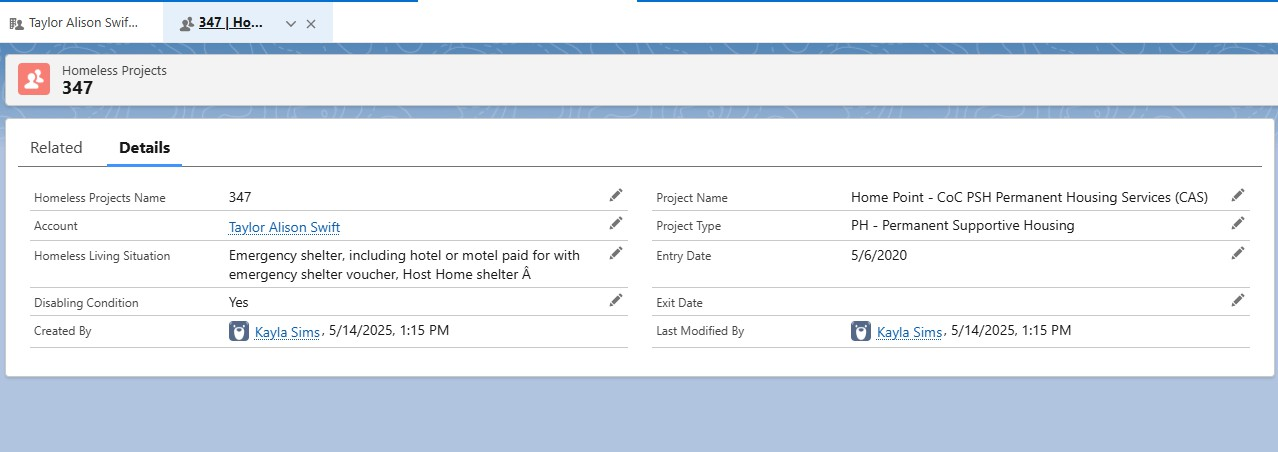 Taylor Alison Swif...
347 | Ho...
Homeless Projects
347
Related
Details
Homeless Projects Name
347
Project Name
Home Point - CoC PSH Permanent Housing Services (CAS)
Account
Taylor Alison Swift
Project Type
PH - Permanent Supportive Housing
Homeless Living Situation
Emergency shelter, including hotel or motel paid for with
emergency shelter voucher, Host Home shelter Â
Entry Date
5/6/2020
Disabling Condition
Yes
Exit Date
Created By
Kayla Sims, 5/14/2025, 1:15 PM
Last Modified By
Kayla Sims, 5/14/2025, 1:15 PM